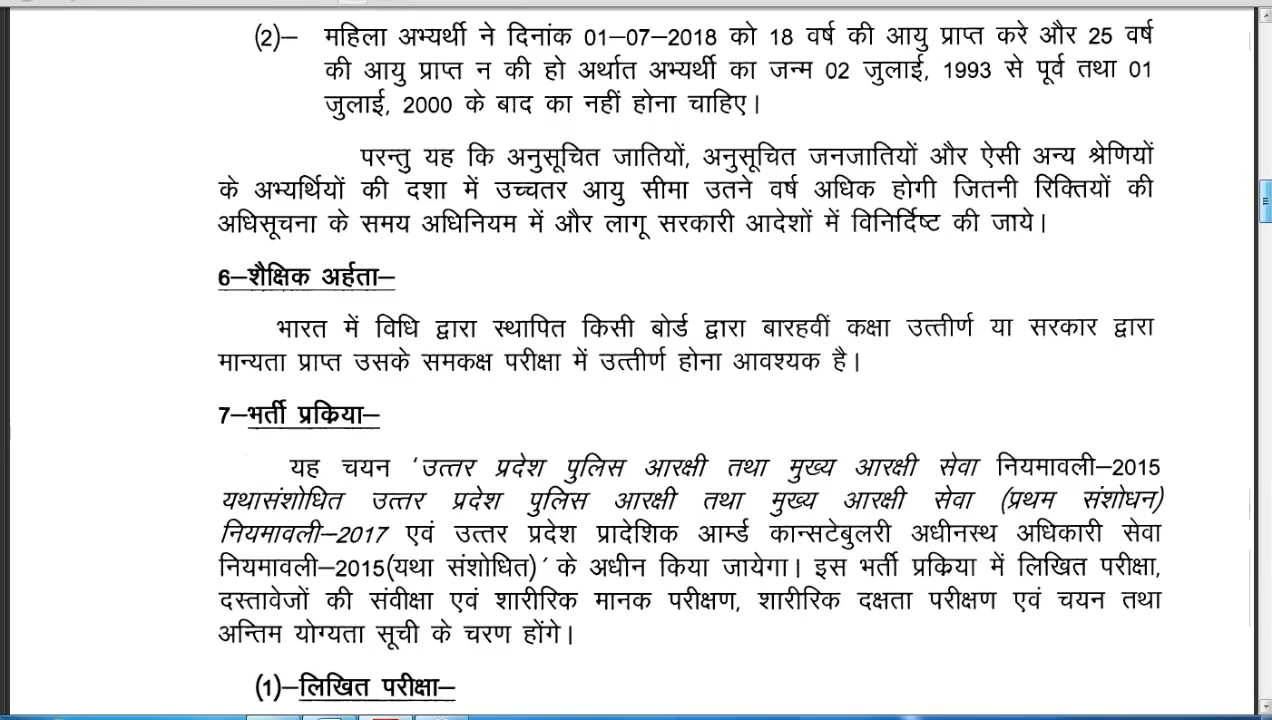 (2)– महिला अभ्यर्थी ने दिनांक 01–07–2018 को 18 वर्ष की आयु प्राप्त करे और 25 वर्ष
की आयु प्राप्त न की हो अर्थात अभ्यर्थी का जन्म 02 जुलाई, 1993 से पूर्व तथा 01
जुलाई, 2000 के बाद का नहीं होना चाहिए।
परन्तु यह कि अनुसूचित जातियों, अनुसूचित जनजातियों और ऐसी अन्य श्रेणियों
के अभ्यर्थियों की दशा में उच्चतर आयु सीमा उतने वर्ष अधिक होगी जितनी रिक्तियों की
अधिसूचना के समय अधिनियम में और लागू सरकारी आदेशों में विनिर्दिष्ट की जाये।
6–शैक्षिक अर्हता–
भारत में विधि द्वारा स्थापित किसी बोर्ड द्वारा बारहवीं कक्षा उत्तीर्ण या सरकार द्वारा
मान्यता प्राप्त उसके समकक्ष परीक्षा में उत्तीर्ण होना आवश्यक है।
7–भर्ती प्रकिया–
यह चयन ‘उत्तर प्रदेश पुलिस आरक्षी तथा मुख्य आरक्षी सेवा नियमावली–2015
यथासंशोधित उत्तर प्रदेश पुलिस आरक्षी तथा मुख्य आरक्षी सेवा (प्रथम संशोधन)
नियमावली–2017 एवं उत्तर प्रदेश प्रादेशिक आर्म्ड कान्सटेबुलरी अधीनस्थ अधिकारी सेवा
नियमावली–2015(यथा संशोधित)’ के अधीन किया जायेगा। इस भर्ती प्रकिया में लिखित परीक्षा,
दस्तावेजों की संवीक्षा एवं शारीरिक मानक परीक्षण, शारीरिक दक्षता परीक्षण एवं चयन तथा
अन्तिम योग्यता सूची के चरण होंगे।
(1)–लिखित परीक्षा–